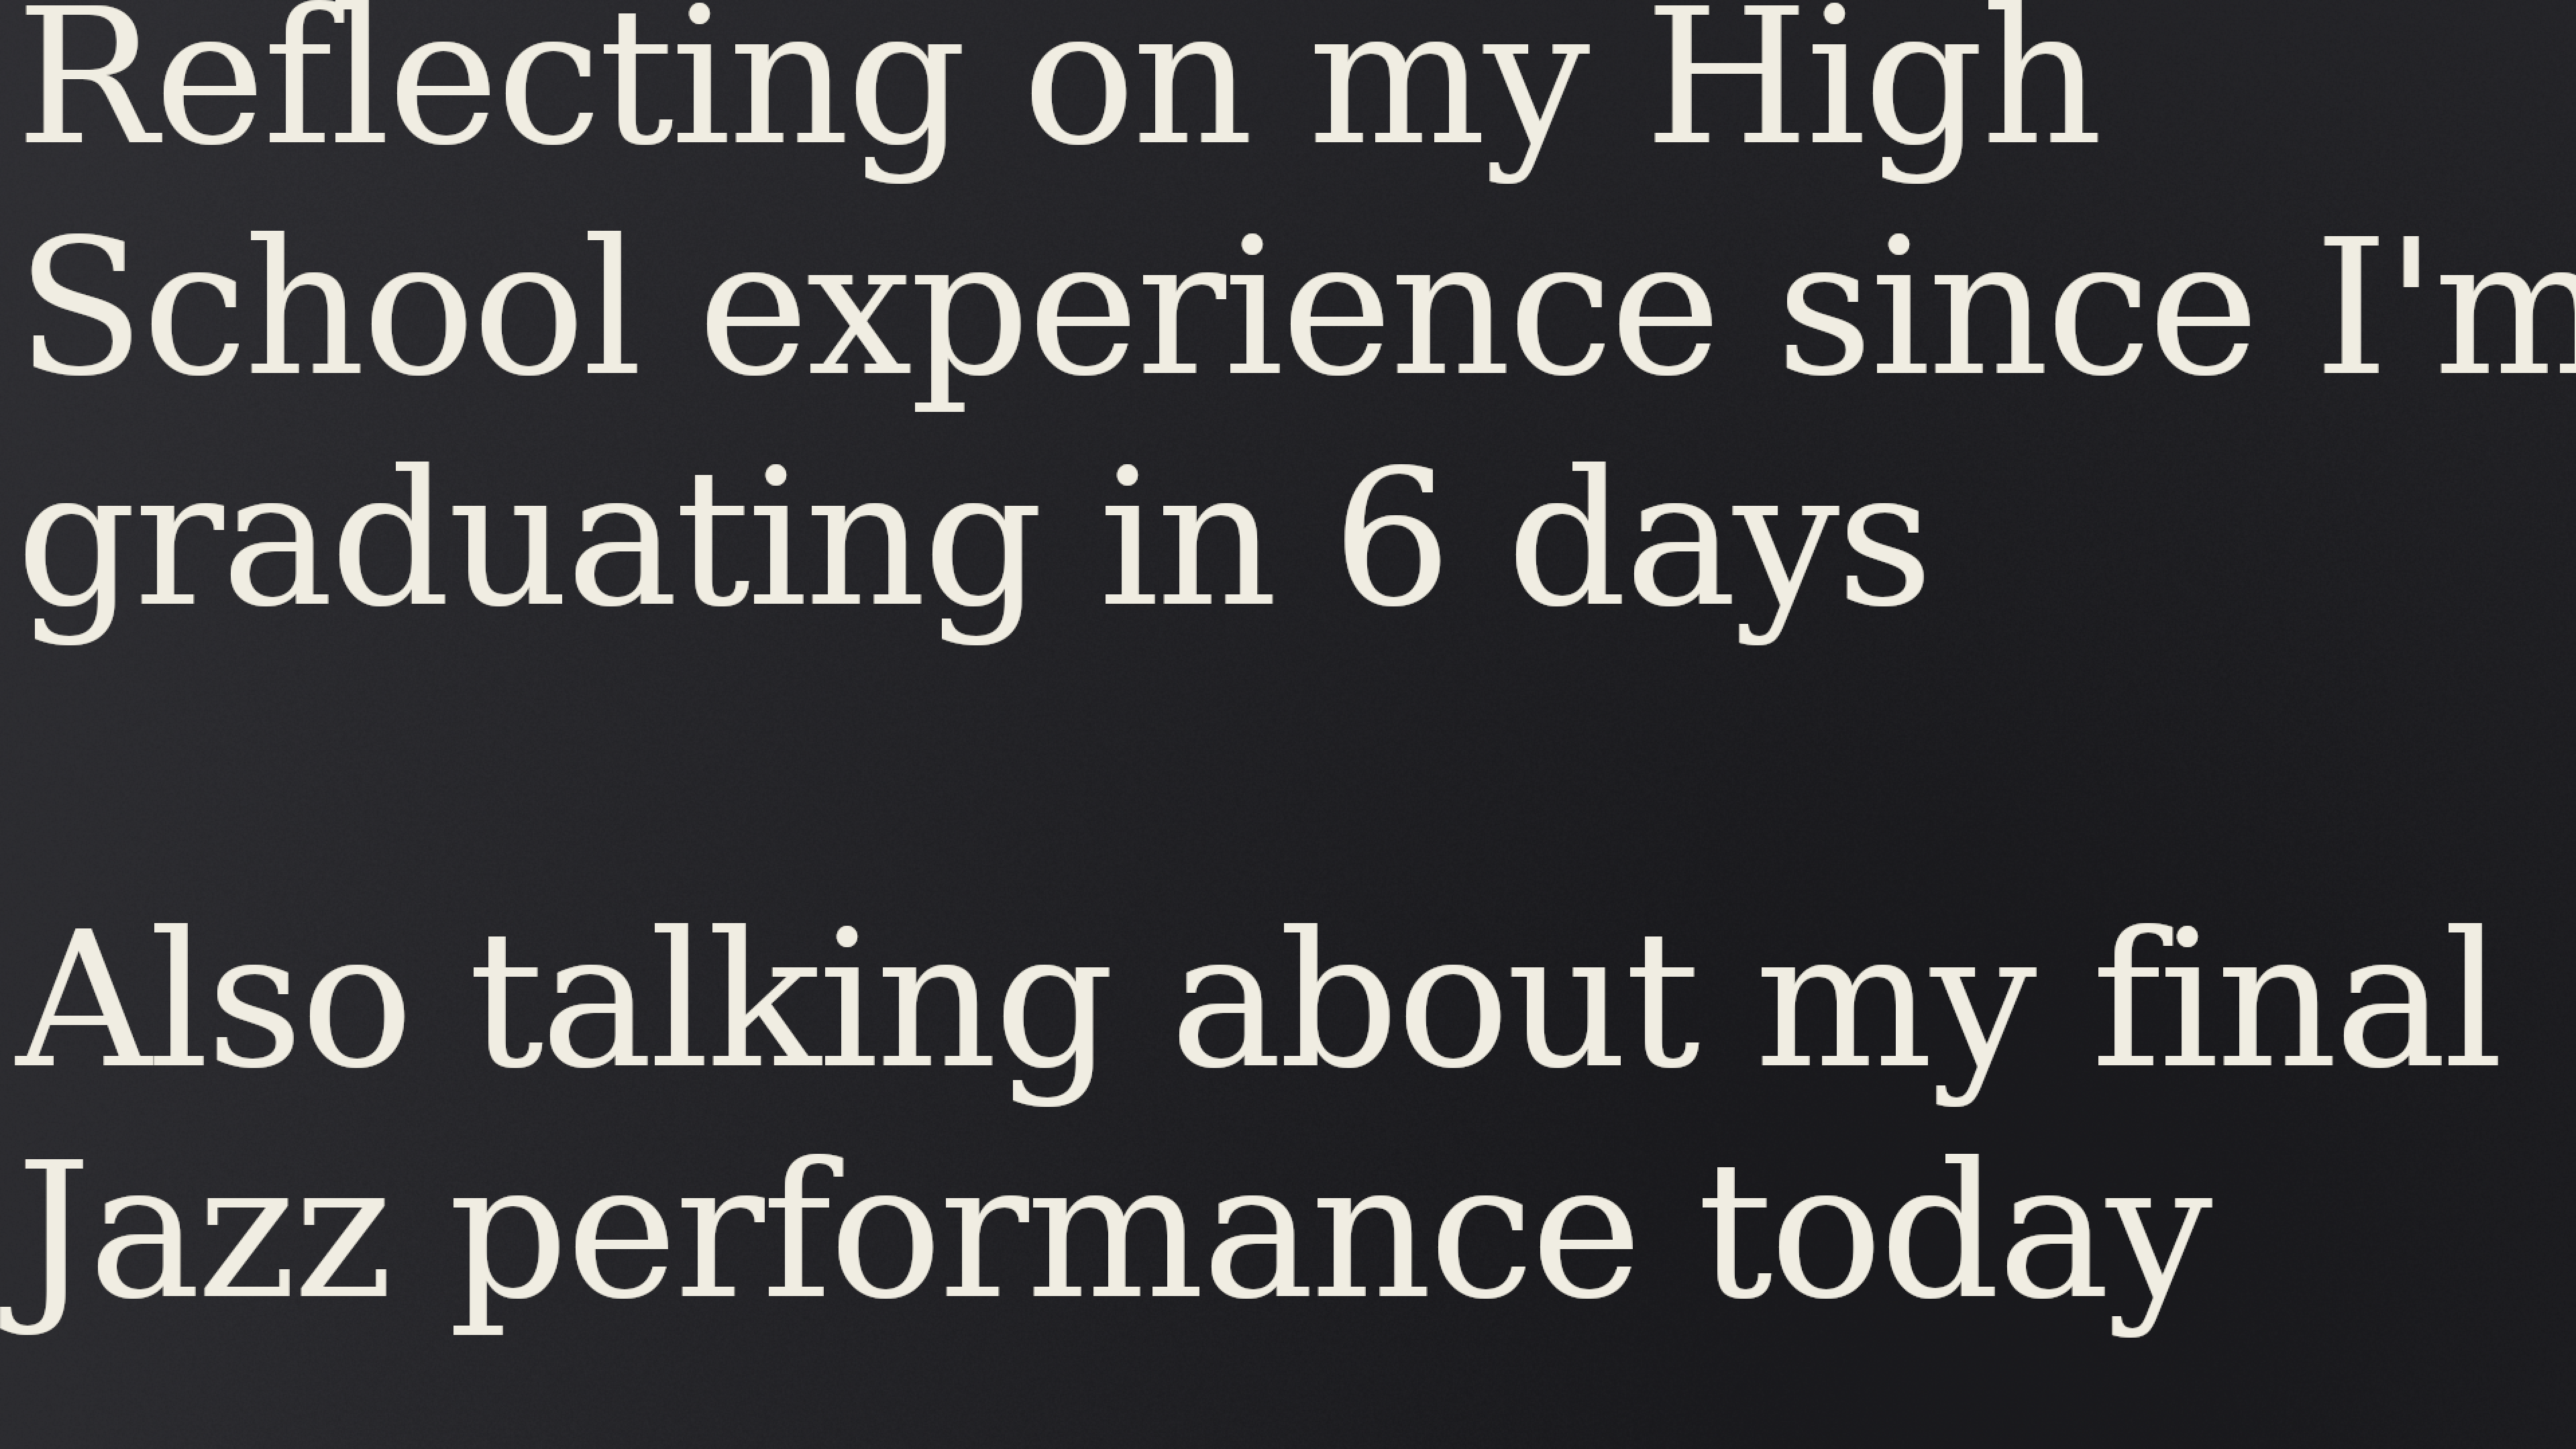 Reflecting on my High
School experience since I'm
graduating in 6 days
Also talking about my final
Jazz performance today